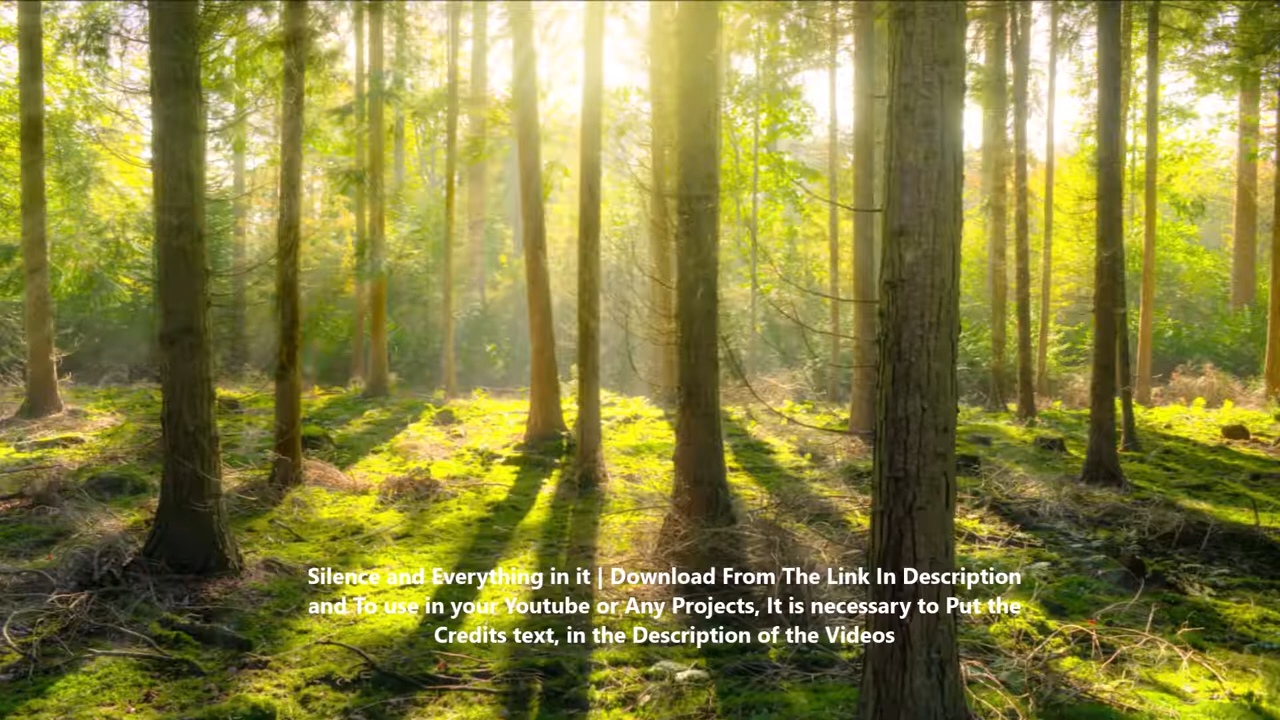 Silence and Everything in it | Download From The Link In Description
and To use in your Youtube or Any Projects, It is necessary to Put the
Credits text, in the Description of the Videos